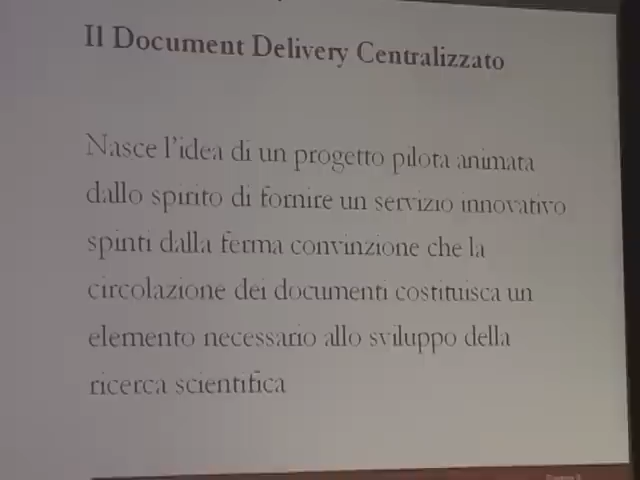 Il Document Delivery Centralizzato
Nasce l'idea di un progetto pilota animata
dallo spirito di fornire un servizio innovativo
spinti dalla ferma convinzione che la
circolazione dei documenti costituisca un
elemento necessario allo sviluppo della
ricerca scientifica